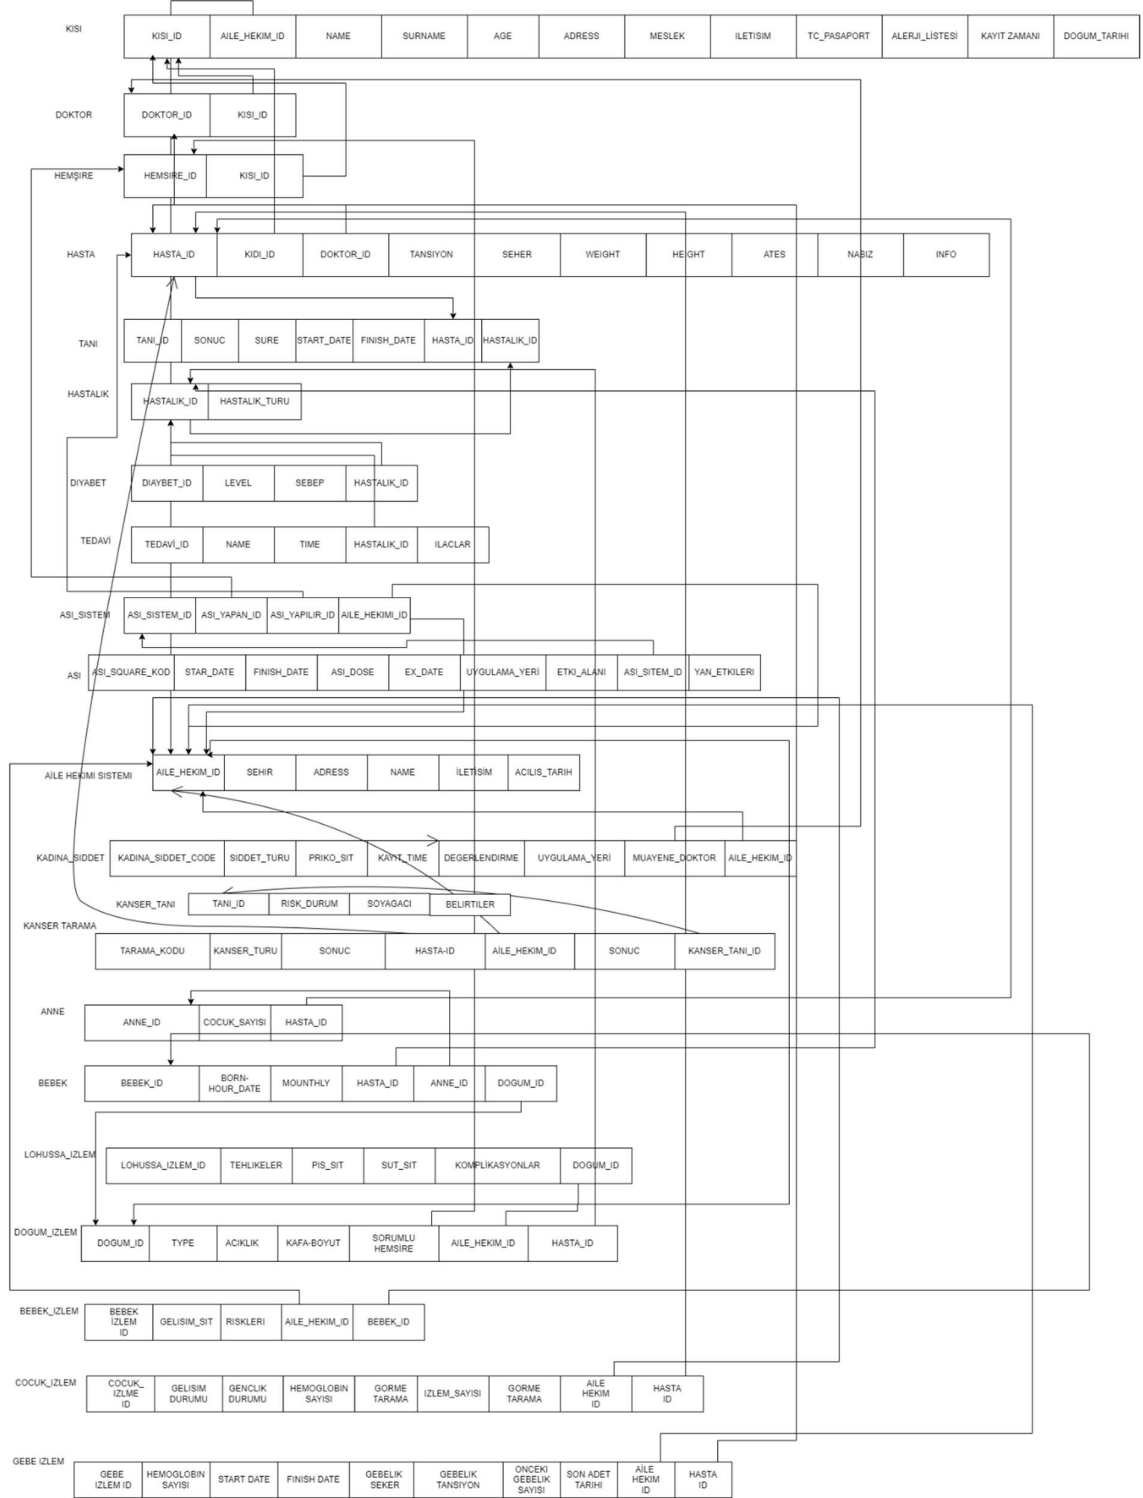 KISI
KISI_ID AILE_HEKIM_ID NAME SURNAME AGE ADRESS MESLEK ILETISIM TC_PASAPORT ALERJI_LİSTESİ KAYIT ZAMANI DOGUM_TARIHI
DOKTOR
DOKTOR_ID KISI_ID
HEMŞIRE
HEMSIRE_ID KISI_ID
HASTA
HASTA_ID KIDI_ID DOKTOR_ID TANSIYON SEHER WEIGHT HEIGHT ATES NABIZ INFO
TANI
TANI_ID SONUC SURE START_DATE FINISH_DATE HASTA_ID HASTALIK_ID
HASTALIK
HASTALIK_ID HASTALIK_TURU
DIYABET
DIAYBET_ID LEVEL SEBEP HASTALIK_ID
TEDAVİ
TEDAVİ_ID NAME TIME HASTALIK_ID ILACLAR
ASI_SISTEM
ASI_SISTEM_ID ASI_YAPAN_ID ASI_YAPILIR_ID AILE_HEKIMI_ID
ASI
ASI_SQUARE_KOD STAR_DATE FINISH_DATE ASI_DOSE EX_DATE UYGULAMA_YERİ ETKI_ALANI ASI_SITEM_ID YAN_ETKILERI
AİLE HEKIMI SISTEMI
AILE_HEKIM_ID SEHIR ADRESS NAME İLETİSİM ACILIS_TARIH
KADINA_SIDDET
KADINA_SIDDET_CODE SIDDET_TURU PRIKO_SIT KAYIT_TIME DEGERLENDIRME UYGULAMA_YERİ MUAYENE_DOKTOR AILE_HEKIM_ID
KANSER_TANI
TANI_ID RISK_DURUM SOYAGACI BELIRTILER
KANSER TARAMA
TARAMA_KODU KANSER_TURU SONUC HASTA-ID AİLE_HEKIM_ID SONUC KANSER_TANI_ID
ANNE
ANNE_ID COCUK_SAYISI HASTA_ID
BEBEK
BEBEK_ID BORN-
HOUR_DATE MOUNTHLY HASTA_ID ANNE_ID DOGUM_ID
LOHUSSA_IZLEM
LOHUSSA_IZLEM_ID TEHLIKELER PIS_SIT SUT_SIT KOMPLİKASYONLAR DOGUM_ID
DOGUM_IZLEM
DOGUM_ID TYPE ACIKLIK KAFA-BOYUT SORUMLU
HEMSİRE AILE_HEKIM_ID HASTA_ID
BEBEK_IZLEM
BEBEK
İZLEM
ID GELISIM_SIT RISKLERI AILE_HEKIM_ID BEBEK_ID
COCUK_IZLEM
COCUK_
IZLME
ID GELISIM
DURUMU GENCLIK
DURUMU HEMOGLOBIN
SAYISI GORME
TARAMA IZLEM_SAYISI GORME
TARAMA AILE
HEKIM
ID HASTA
ID
GEBE IZLEM
GEBE
IZLEM ID HEMOGLOBIN
SAYISI START DATE FINISH DATE GEBELIK
SEKER GEBELIK
TANSIYON ONCEKI
GEBELIK
SAYISI SON ADET
TARIHI AİLE
HEKIM
ID HASTA
ID